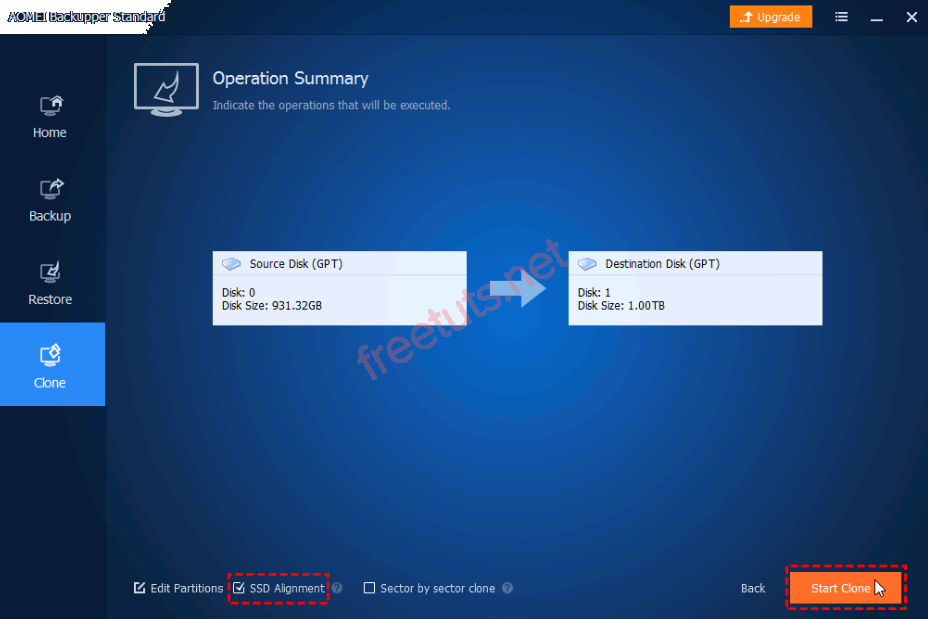 AOMEI Backupper Standard
Upgrade
Operation Summary
Indicate the operations that will be executed.
Home
Backup
Restore
Clone
Source Disk (GPT)
Disk: 0
Disk Size: 931.32GB
Destination Disk (GPT)
Disk: 1
Disk Size: 1.00TB
freetuts.net
Edit Partitions
SSD Alignment
?
Sector by sector clone
?
Back
Start Clone